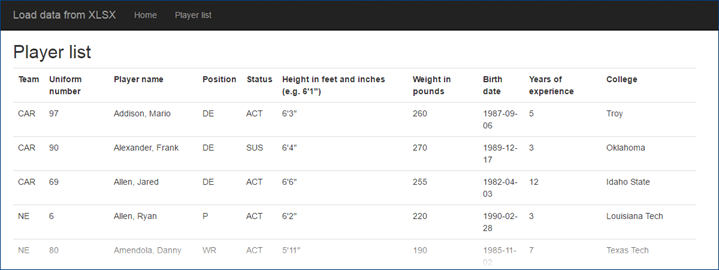 Load data from XLSX Home Player list
Player list
Team Uniform number Player name Position Status Height in feet and inches (e.g. 6'1") Weight in pounds Birth date Years of experience College
CAR 97 Addison, Mario DE ACT 6'3" 260 1987-09-06 5 Troy
CAR 90 Alexander, Frank DE SUS 6'4" 270 1989-12-17 3 Oklahoma
CAR 69 Allen, Jared DE ACT 6'6" 255 1982-04-03 12 Idaho State
NE 6 Allen, Ryan P ACT 6'2" 220 1990-02-28 3 Louisiana Tech
NE 80 Amendola, Danny WR ACT 5'11" 190 1985-11-02 7 Texas Tech